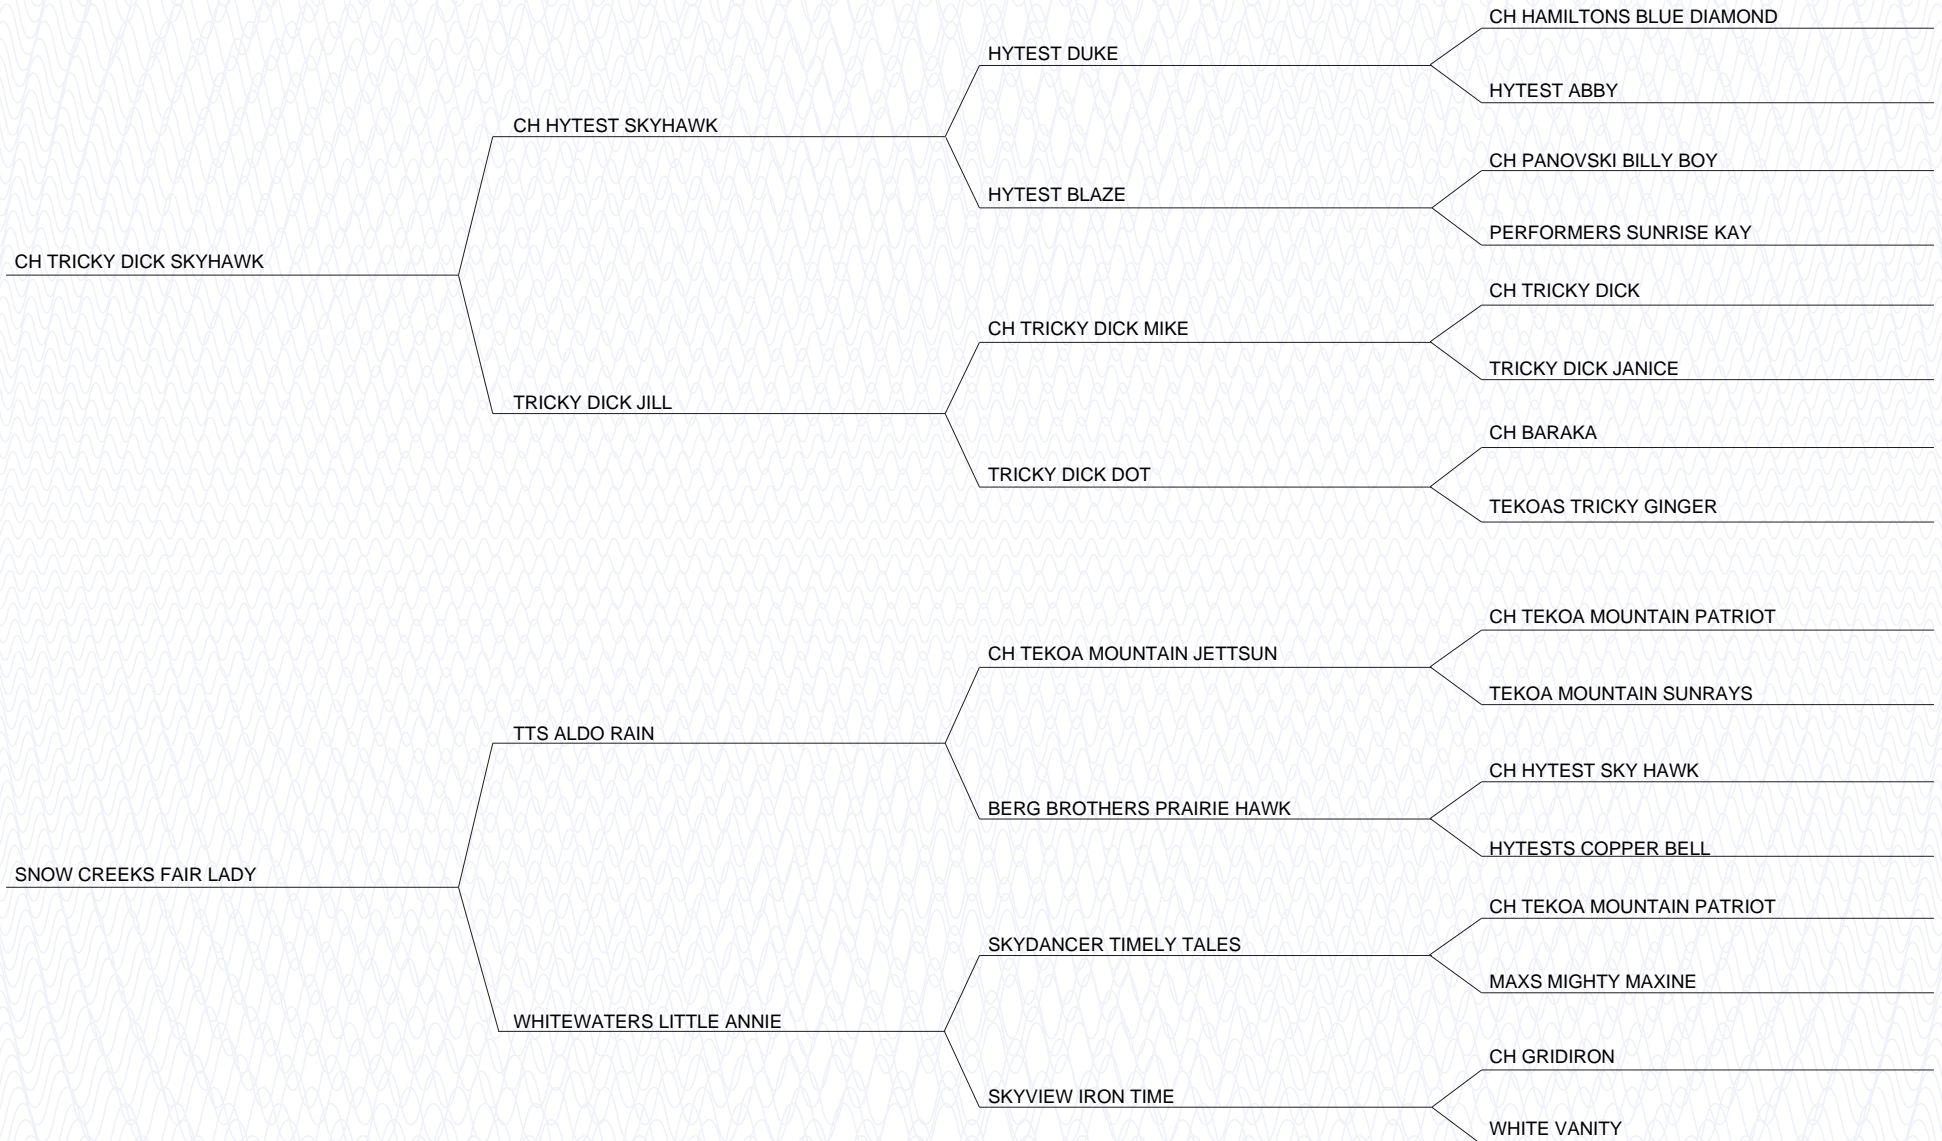 CH HAMILTONS BLUE DIAMOND
HYTEST DUKE
HYTEST ABBY
CH HYTEST SKYHAWK
CH PANOVSKI BILLY BOY
HYTEST BLAZE
PERFORMERS SUNRISE KAY
CH TRICKY DICK SKYHAWK
CH TRICKY DICK
CH TRICKY DICK MIKE
TRICKY DICK JANICE
TRICKY DICK JILL
CH BARAKA
TRICKY DICK DOT
TEKOAS TRICKY GINGER
CH TEKOA MOUNTAIN PATRIOT
CH TEKOA MOUNTAIN JETTSUN
TEKOA MOUNTAIN SUNRAYS
TTS ALDO RAIN
CH HYTEST SKY HAWK
BERG BROTHERS PRAIRIE HAWK
HYTESTS COPPER BELL
SNOW CREEKS FAIR LADY
CH TEKOA MOUNTAIN PATRIOT
SKYDANCER TIMELY TALES
MAXS MIGHTY MAXINE
WHITEWATERS LITTLE ANNIE
CH GRIDIRON
SKYVIEW IRON TIME
WHITE VANITY